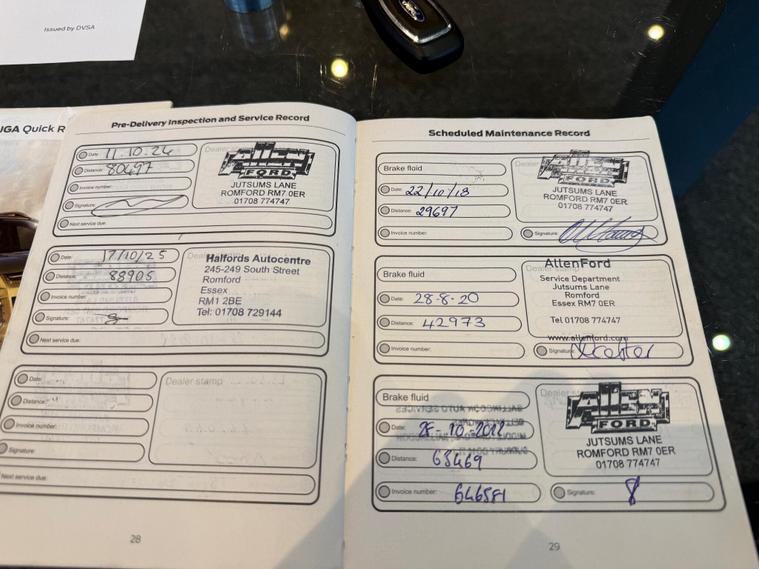 Issued by DVSA
UGA Quick R
Pre-Delivery Inspection and Service Record
Date: 11.10.24
Distance: 80497
Invoice number:
Signature:
Next service due:
Dealer
Allen
FORD
JUTSUMS LANE
ROMFORD RM7 0ER
01708 774747
Date: 17/10/25
Distance: 88905
Invoice number:
Signature:
Next service due:
Halfords Autocentre
245-249 South Street
Romford
Essex
RM1 2BE
Tel: 01708 729144
Date:
Distance:
Invoice number:
Signature:
Next service due:
Dealer stamp
28
Scheduled Maintenance Record
Brake fluid
Date: 22/10/18
Distance: 29697
Invoice number:
Dealer
FORD
JUTSUMS LANE
ROMFORD RM7 0ER
01708 774747
Signature:
Brake fluid
Date: 28-8-20
Distance: 42973
Invoice number:
AllenFord
Service Department
Jutsums Lane
Romford
Essex RM7 0ER
Tel 01708 774747
www.allenford.com
Signature:
Brake fluid
Date:
Distance: 63469
Invoice number: 646581
Dealer
FORD
JUTSUMS LANE
ROMFORD RM7 0ER
01708 774747
Signature:
29